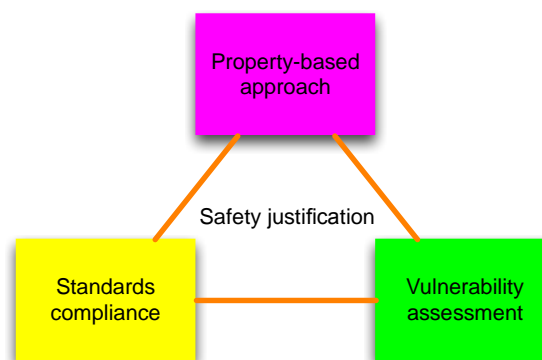 Property-based
approach
Safety justification
Standards
compliance
Vulnerability
assessment